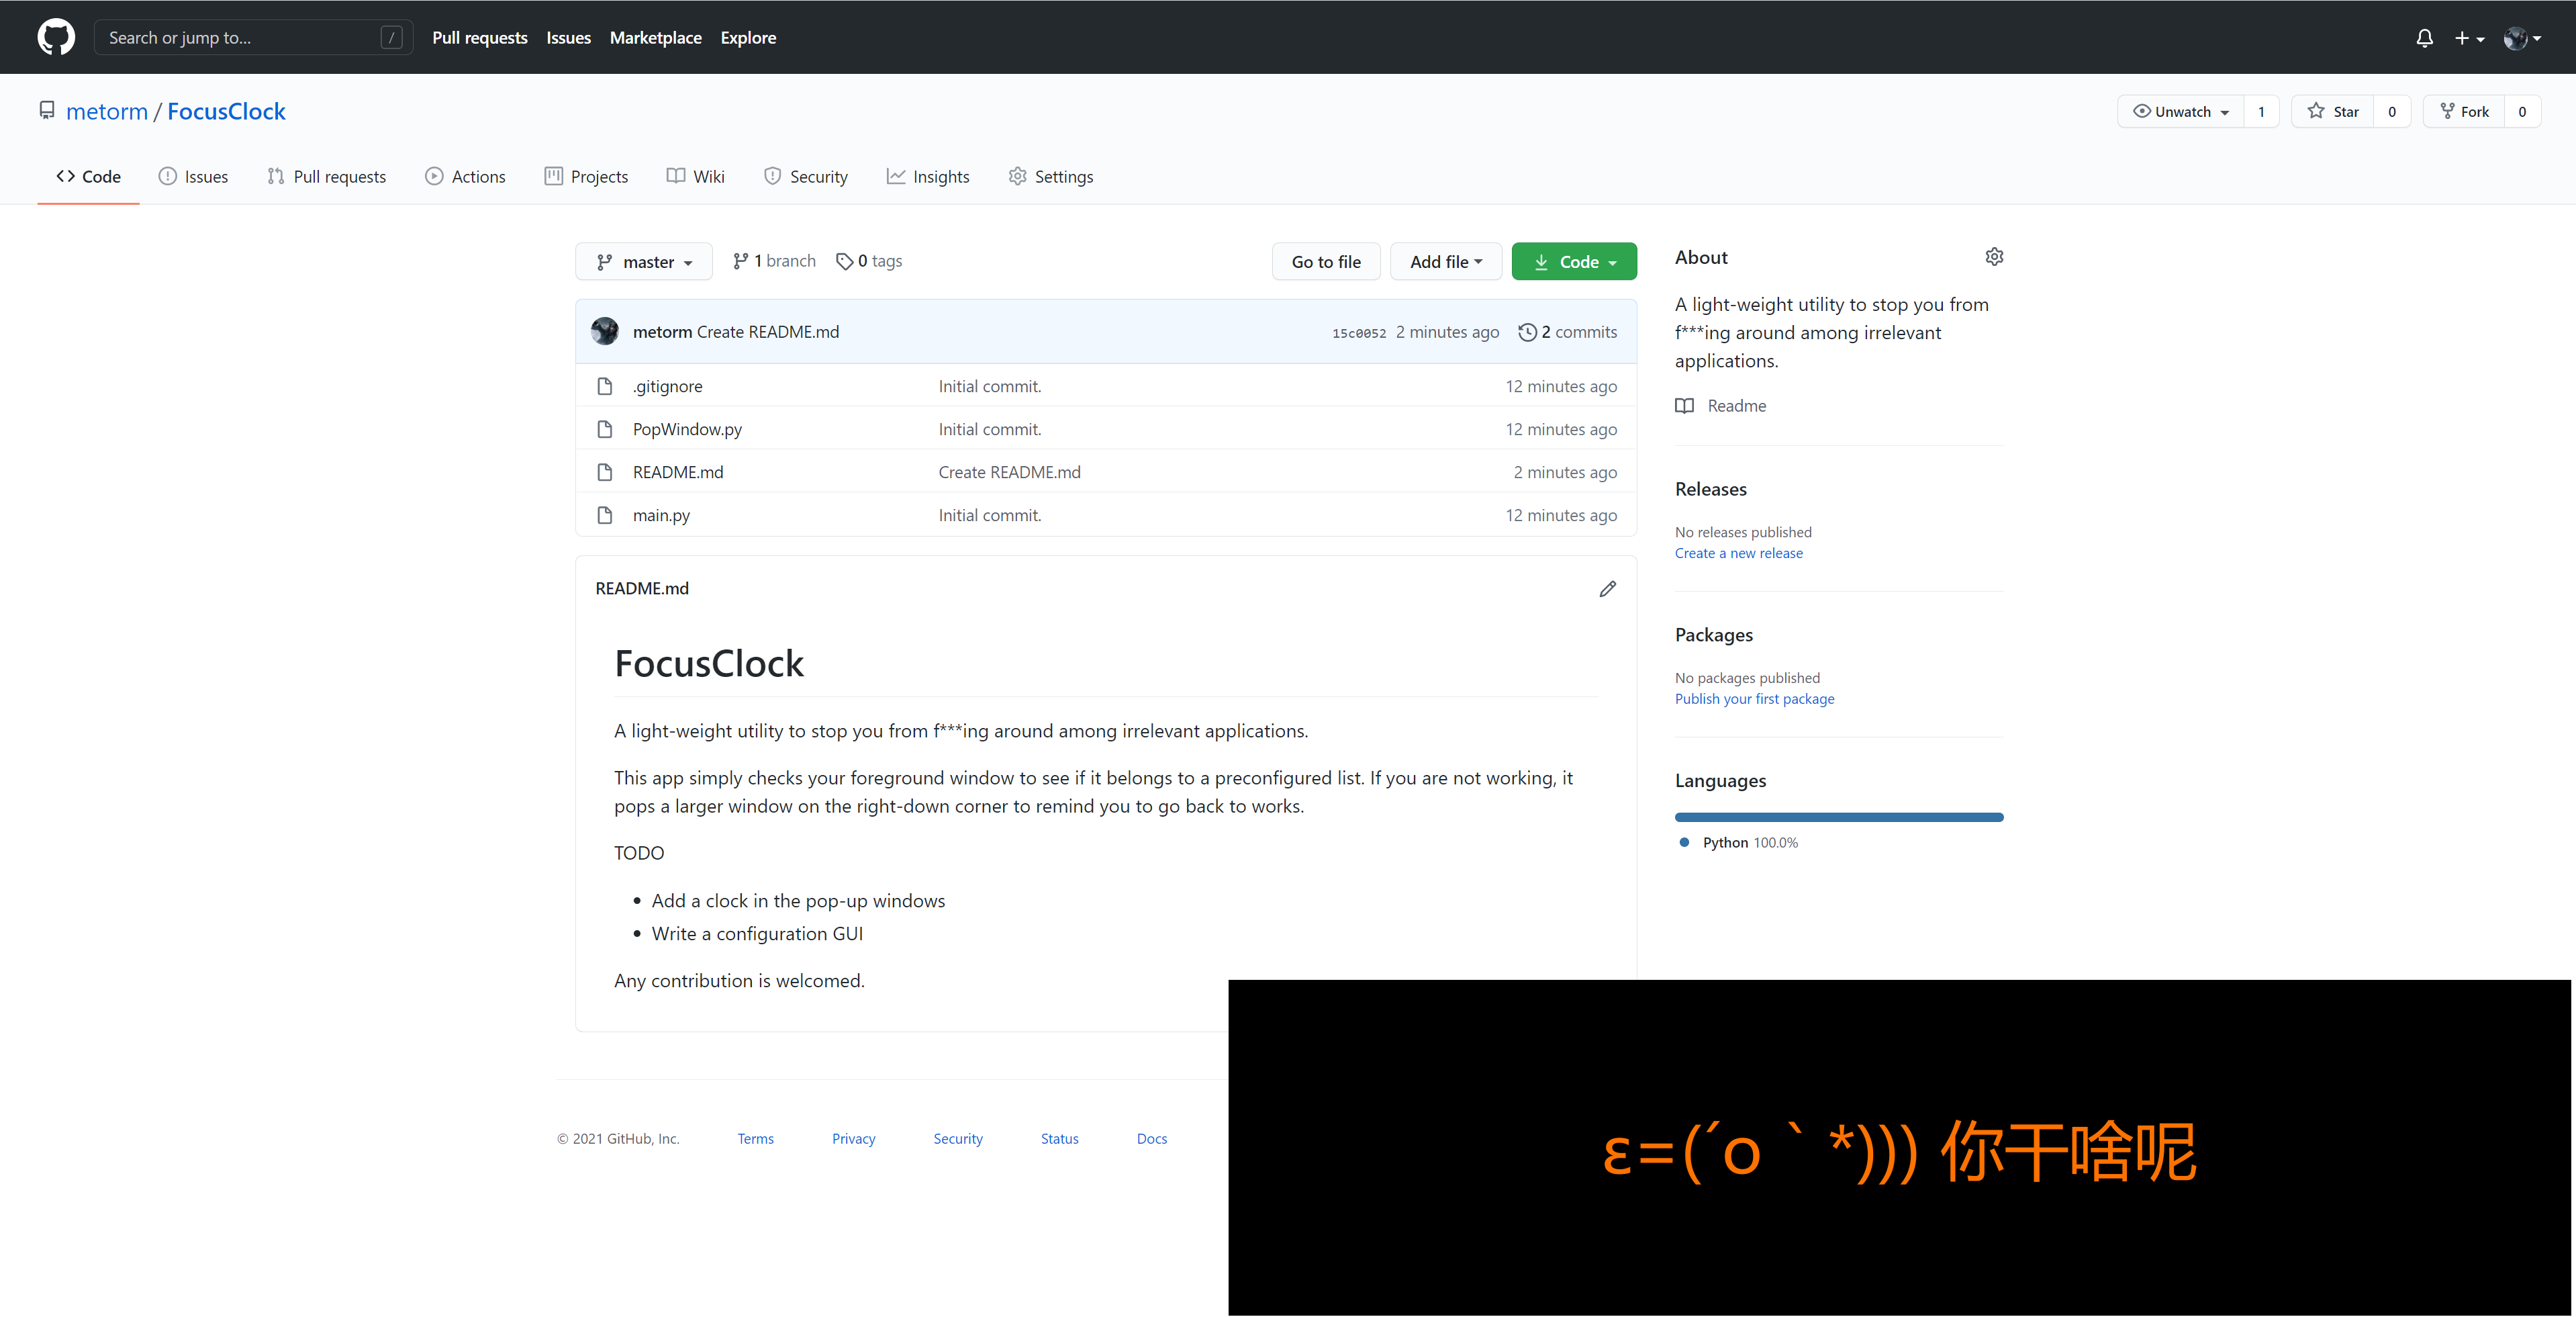 Search or jump to... /
Pull requests Issues Marketplace Explore
metorm / FocusClock
Unwatch 1 Star 0 Fork 0
Code Issues Pull requests Actions Projects Wiki Security Insights Settings
master 1 branch 0 tags Go to file Add file Code
metorm Create README.md 15c0052 2 minutes ago 2 commits
.gitignore Initial commit. 12 minutes ago
PopWindow.py Initial commit. 12 minutes ago
README.md Create README.md 2 minutes ago
main.py Initial commit. 12 minutes ago
README.md
FocusClock
A light-weight utility to stop you from f***ing around among irrelevant applications.
This app simply checks your foreground window to see if it belongs to a preconfigured list. If you are not working, it
pops a larger window on the right-down corner to remind you to go back to works.
TODO
• Add a clock in the pop-up windows
• Write a configuration GUI
Any contribution is welcomed.
About
A light-weight utility to stop you from
f***ing around among irrelevant
applications.
Readme
Releases
No releases published
Create a new release
Packages
No packages published
Publish your first package
Languages
Python 100.0%
© 2021 GitHub, Inc. Terms Privacy Security Status Docs
ε=(´ο｀*))) 你干啥呢